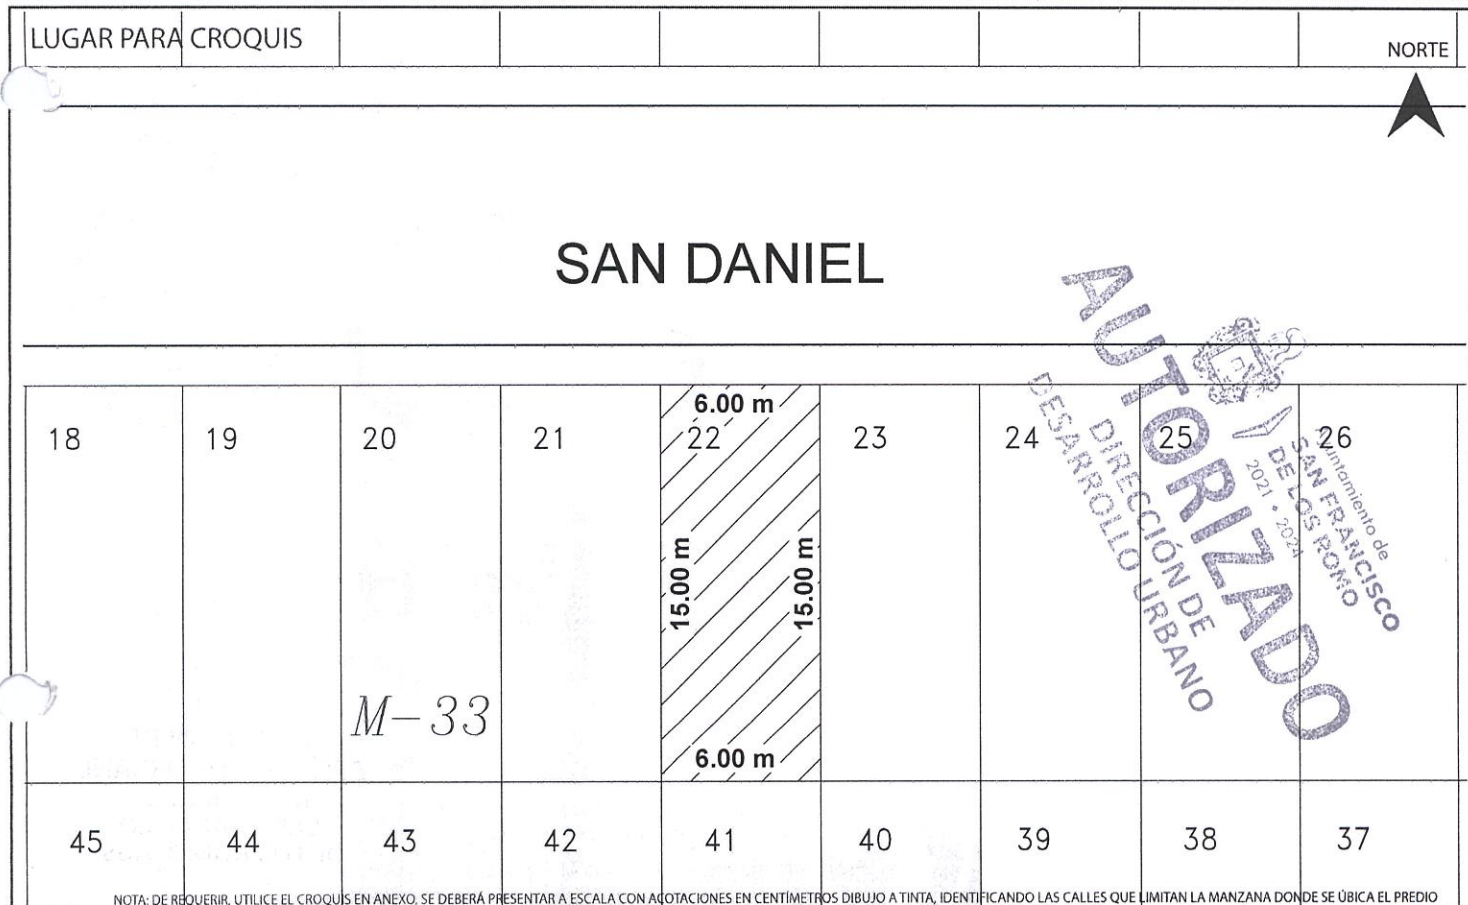 LUGAR PARA CROQUIS
NORTE
SAN DANIEL
AUTORIZADO
DIRECCIÓN DE
DESARROLLO URBANO
Ayuntamiento de
SAN FRANCISCO
DE LOS ROMO
2021 • 2024
6.00 m
18 19 20 21 22 23 24 25 26
15.00 m 15.00 m
M-33
6.00 m
45 44 43 42 41 40 39 38 37
NOTA: DE REQUERIR, UTILICE EL CROQUIS EN ANEXO, SE DEBERÁ PRESENTAR A ESCALA CON ACOTACIONES EN CENTÍMETROS DIBUJO A TINTA, IDENTIFICANDO LAS CALLES QUE LIMITAN LA MANZANA DONDE SE ÚBICA EL PREDIO